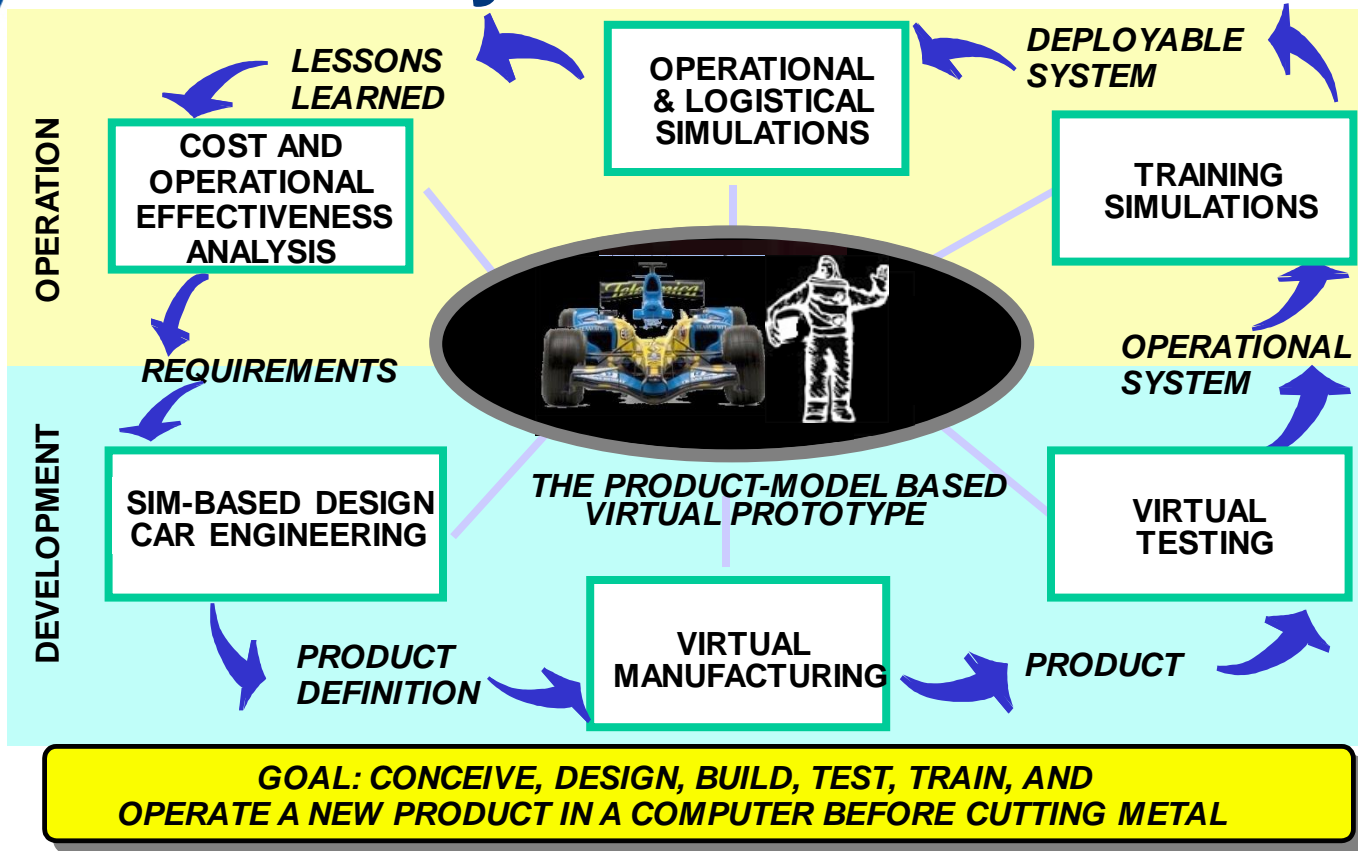 LESSONS
LEARNED
OPERATIONAL
& LOGISTICAL
SIMULATIONS
DEPLOYABLE
SYSTEM
OPERATION
COST AND
OPERATIONAL
EFFECTIVENESS
ANALYSIS
TRAINING
SIMULATIONS
Telefónica
REQUIREMENTS
OPERATIONAL
SYSTEM
DEVELOPMENT
SIM-BASED DESIGN
CAR ENGINEERING
THE PRODUCT-MODEL BASED
VIRTUAL PROTOTYPE
VIRTUAL
TESTING
PRODUCT
DEFINITION
VIRTUAL
MANUFACTURING
PRODUCT
GOAL: CONCEIVE, DESIGN, BUILD, TEST, TRAIN, AND
OPERATE A NEW PRODUCT IN A COMPUTER BEFORE CUTTING METAL